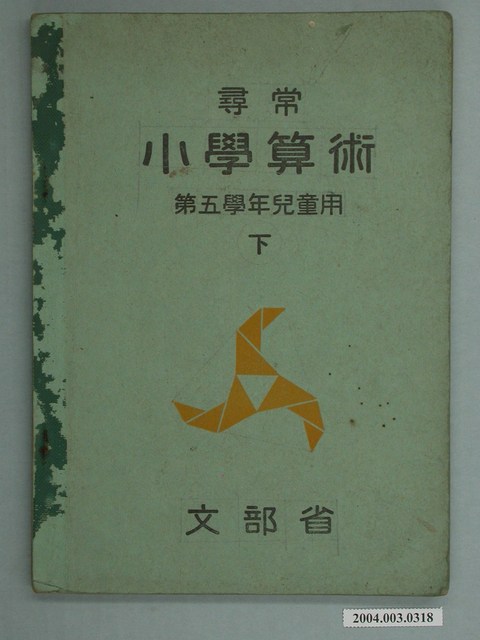 尋常
小學算術
第五學年兒童用
下
文部省
2004.003.0318